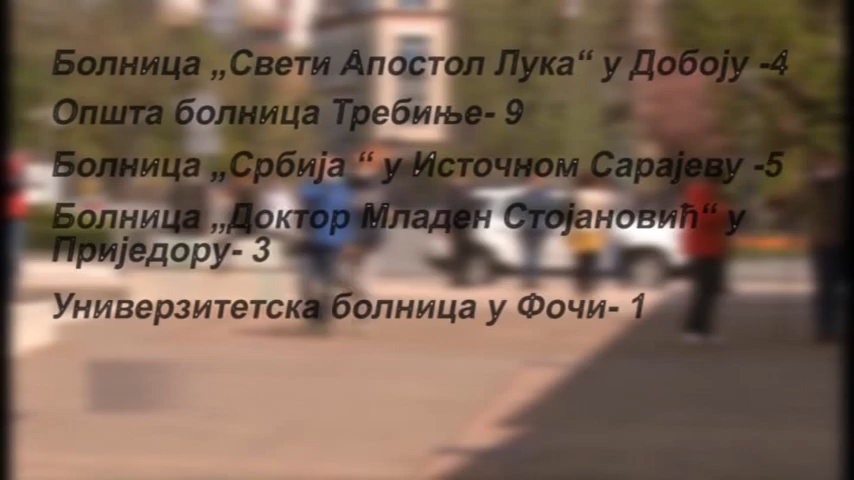 Болница „Свети Апостол Лука“ у Добоју -4
Општа болница Требиње- 9
Болница „Србија “ у Источном Сарајеву -5
Болница „Доктор Младен Стојановић“ у
Приједору- 3
Универзитетска болница у Фочи- 1